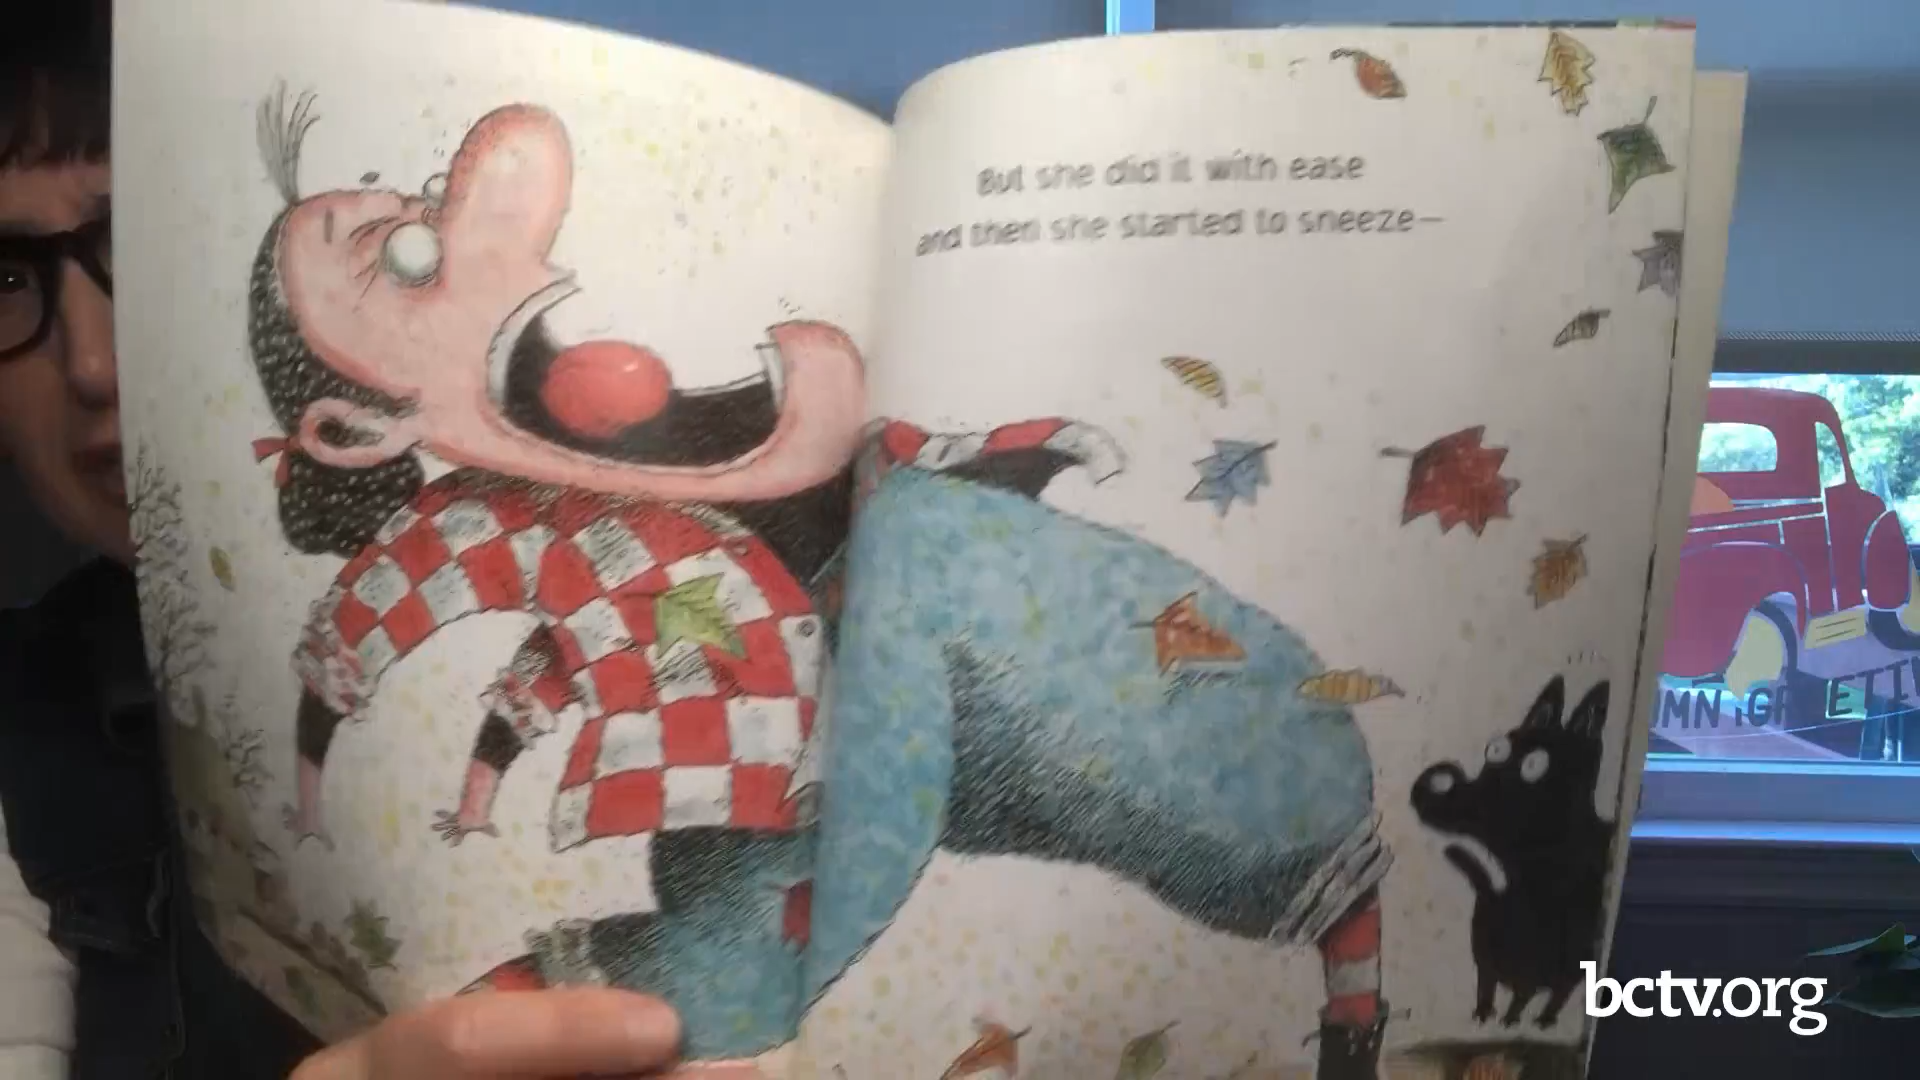 But she did it with ease
and then she started to sneeze—
bctv.org